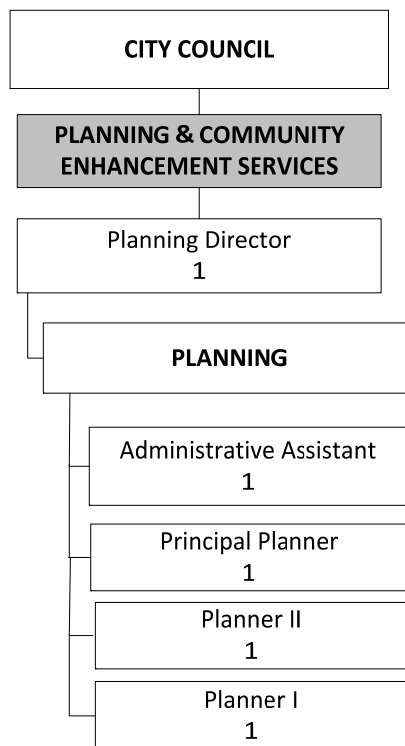 CITY COUNCIL
PLANNING & COMMUNITY
ENHANCEMENT SERVICES
Planning Director
1
PLANNING
Administrative Assistant
1
Principal Planner
1
Planner II
1
Planner I
1